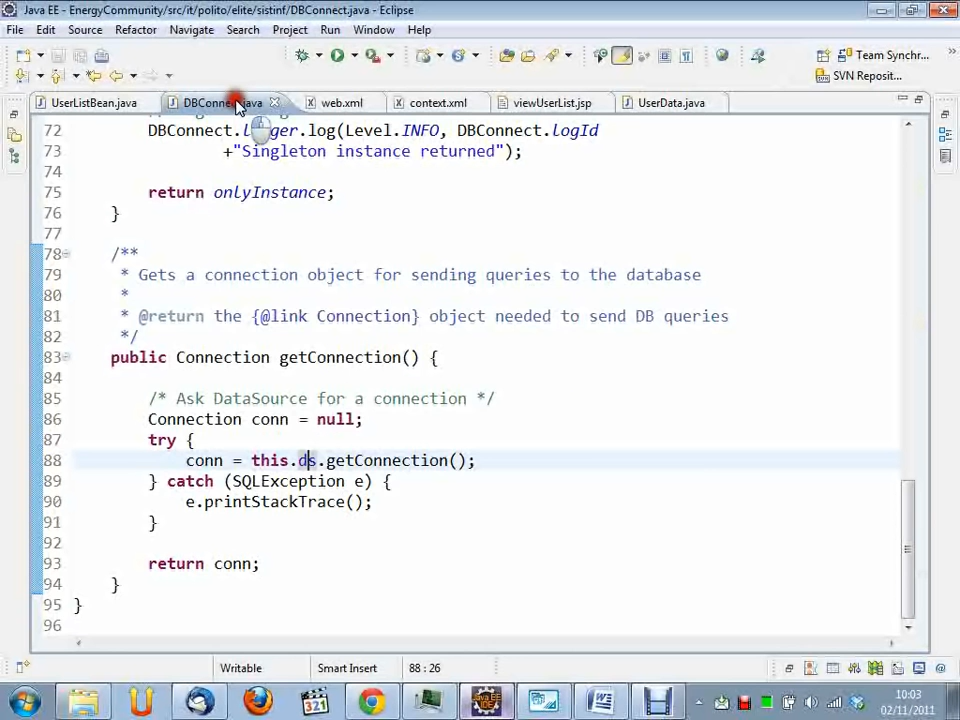 Java EE - EnergyCommunity/src/it/polito/elite/sistinf/DBConnect.java - Eclipse
File Edit Source Refactor Navigate Search Project Run Window Help
Team Synchr...
SVN Reposit...
UserListBean.java DBConne .java web.xml context.xml viewUserList.jsp UserData.java
72 DBConnect. .log(Level.INFO, DBConnect.logId
73 +"Singleton instance returned");
74
75 return onlyInstance;
76 }
77
78 /**
79 * Gets a connection object for sending queries to the database
80 *
81 * @return the {@link Connection} object needed to send DB queries
82 */
83 public Connection getConnection() {
84
85 /* Ask DataSource for a connection */
86 Connection conn = null;
87 try {
88 conn = this.ds.getConnection();
89 } catch (SQLException e) {
90 e.printStackTrace();
91 }
92
93 return conn;
94 }
95 }
96
Writable Smart Insert 88 : 26
321
JAVA EE IDE
10:03
02/11/2011